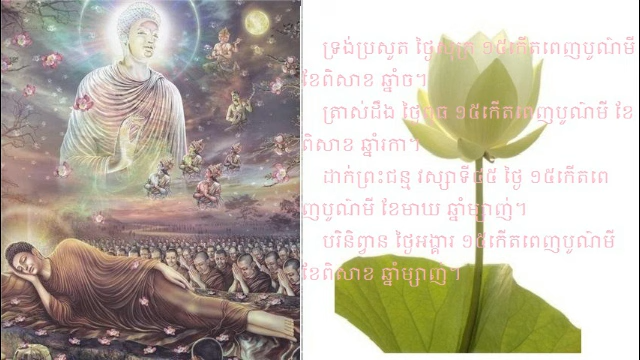 ទ្រង់ប្រសូត ថ្ងៃសុក្រ ១៥កើតពេញបូណ៌មី
ខែពិសាខ ឆ្នាំច។
ត្រាស់ដឹង ថ្ងៃពុធ ១៥កើតពេញបូណ៌មី ខែ
ពិសាខ ឆ្នាំរកា។
ដាក់ព្រះជន្ម វស្សាទី៤៥ ថ្ងៃ ១៥កើតពេ
ញបូណ៌មី ខែមាឃ ឆ្នាំម្សាញ់។
បរិនិព្វាន ថ្ងៃអង្គារ ១៥កើតពេញបូណ៌មី
ខែពិសាខ ឆ្នាំម្សាញ់ ។